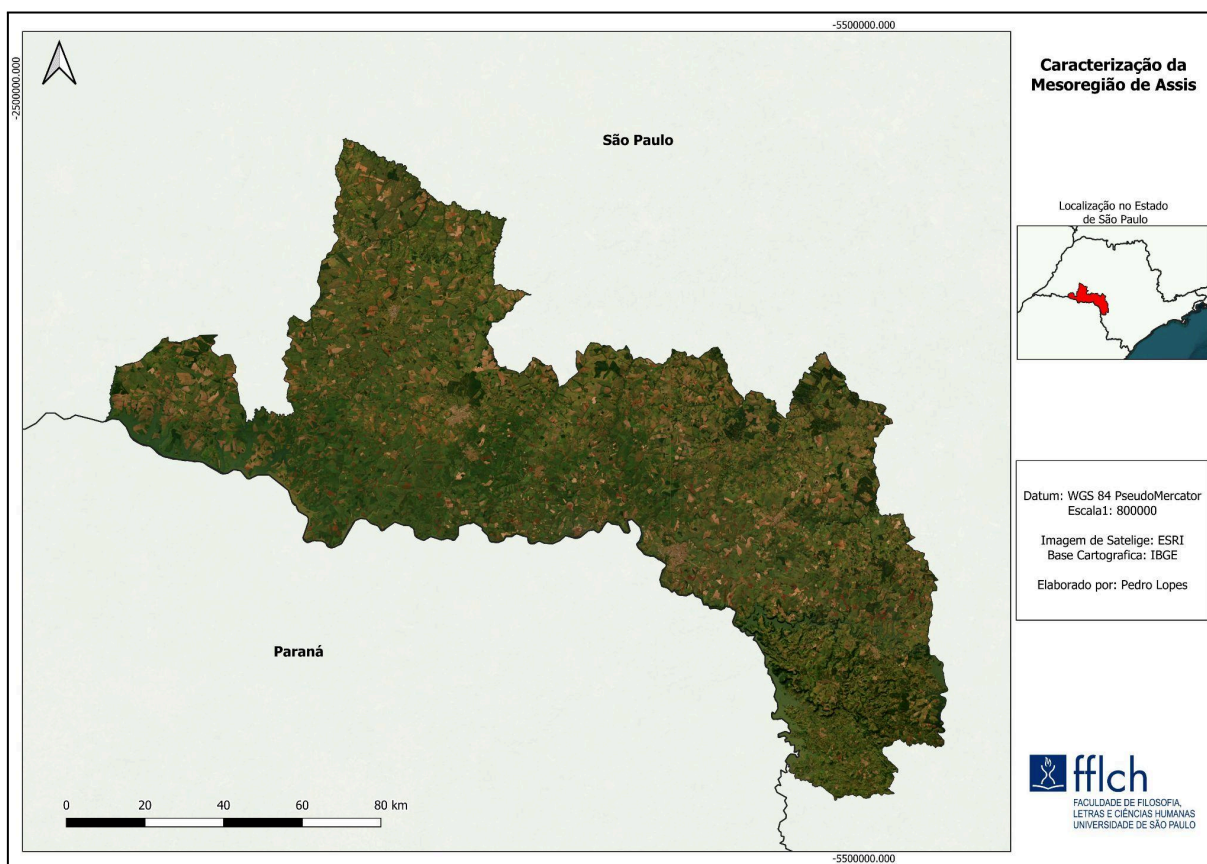 -5500000.000
-2500000.000
São Paulo
Paraná
0 20 40 60 80 km
-5500000.000
Caracterização da
Mesoregião de Assis
Localização no Estado
de São Paulo
Datum: WGS 84 PseudoMercator
Escala1: 800000
Imagem de Satelige: ESRI
Base Cartografica: IBGE
Elaborado por: Pedro Lopes
fflch
FACULDADE DE FILOSOFIA,
LETRAS E CIÊNCIAS HUMANAS
UNIVERSIDADE DE SÃO PAULO